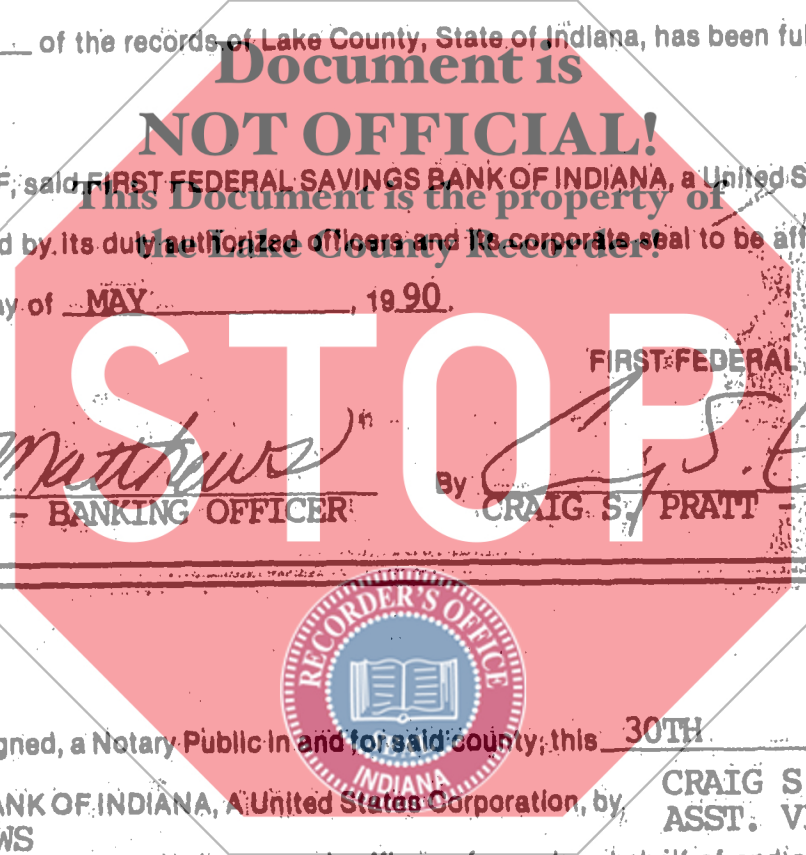 of the records of Lake County, State of Indiana, has been ful
Document is
NOT OFFICIAL!
F, said FIRST FEDERAL SAVINGS BANK OF INDIANA, a United S
This Document is the property of
d by its duly authorized officers and its corporate seal to be aff
the Lake County Recorder!
ay of MAY , 19 90.
STOP
FIRST FEDERAL
Matthews
By
- BANKING OFFICER
CRAIG S. PRATT -
RECORDER'S OFFICE
INDIANA
gned, a Notary Public in and for said county, this 30TH
CRAIG S
ANK OF INDIANA, A United States Corporation, by,
ASST. V.
WS